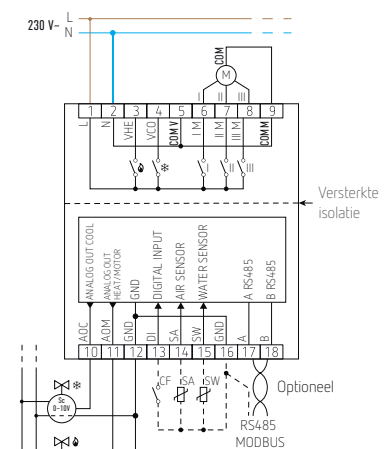 230 V~
L
N
COM
M
I
II
III
1 2 3 4 5 6 7 8 9
L
N
VHE
VCO
COM V
I M
II M
III M
COM M
I
II
III
Versterkte
isolatie
ANALOG OUT COOL
ANALOG OUT
HEAT/MOTOR
GND
DIGITAL INPUT
AIR SENSOR
WATER SENSOR
A RS485
B RS485
AOC
AOM
GND
DI
SA
SW
GND
A
B
10 11 12 13 14 15 16 17 18
CF
SA
SW
Sc
0-10V
Optioneel
RS485
MODBUS